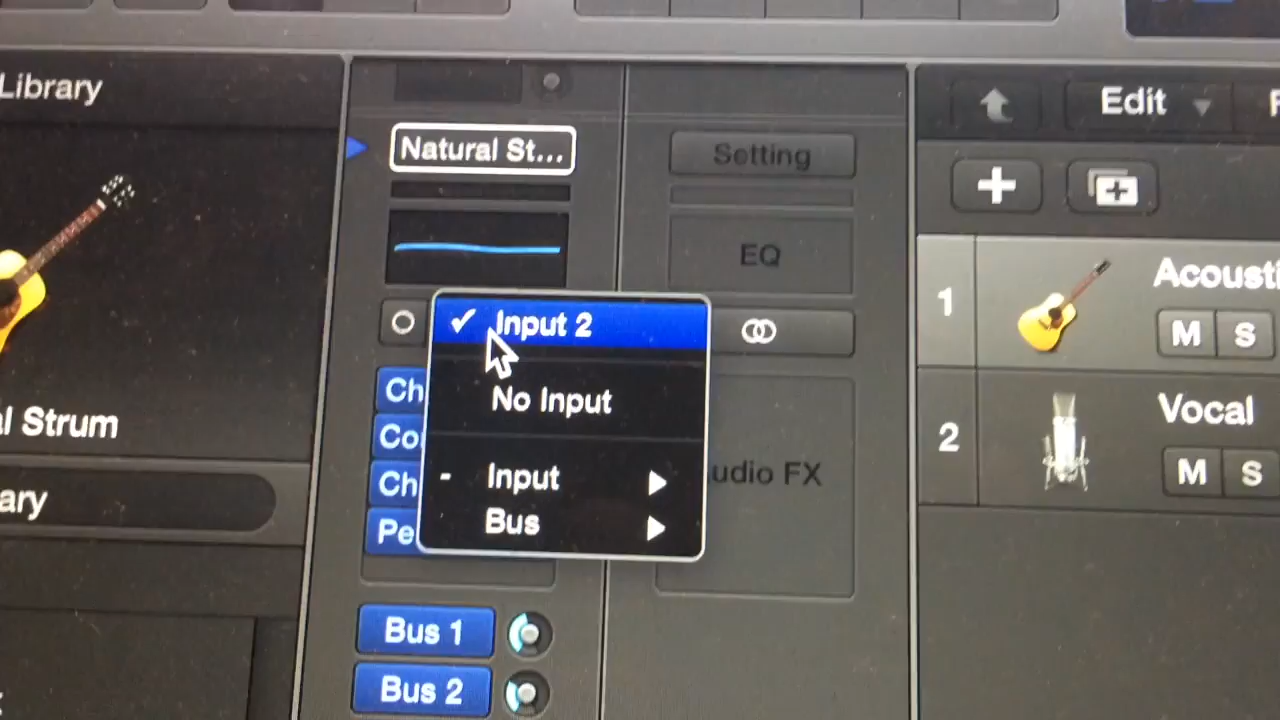 Library
Edit
Natural St...
Setting
EQ
1
Acousti
M S
Input 2
No Input
Input
Bus
Ch
Co
Ch
Pe
udio FX
2
Vocal
M S
l Strum
ary
Bus 1
Bus 2